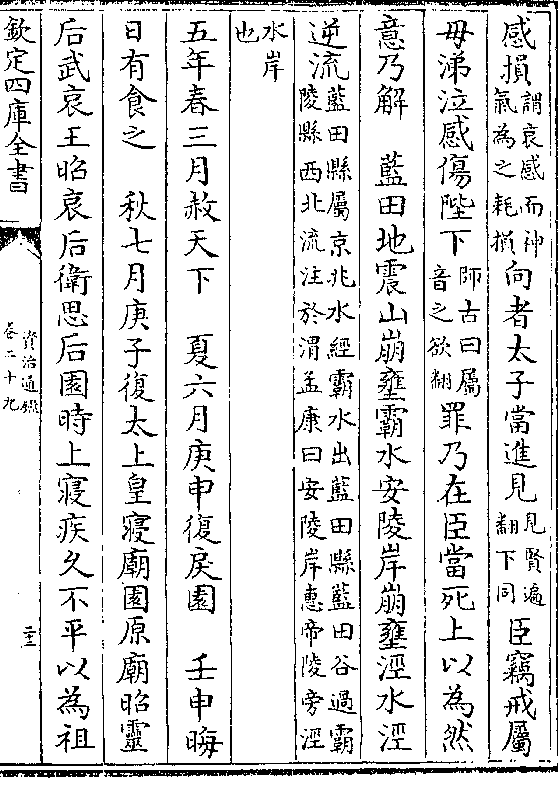 感損謂哀感而神氣為之耗損向者太子當進見見賢遍翻下同臣竊戒屬
毋涕泣感傷陛下師古曰屬音之欲翻罪乃在臣當死上以為然
意乃解　藍田地震山崩壅霸水安陵岸崩壅涇水涇
逆流藍田縣屬京兆水經霸水出藍田縣藍田谷過霸陵縣西北流注於渭孟康曰安陵岸惠帝陵旁涇
水岸也
五年春三月赦天下　夏六月庚申復戾園　壬申晦
日有食之　秋七月庚子復太上皇寢廟園原廟昭靈
后武哀王昭哀后衛思后園時上寢疾久不平以為祖
欽定四庫全書
資治通鑑
卷二十九
二十三